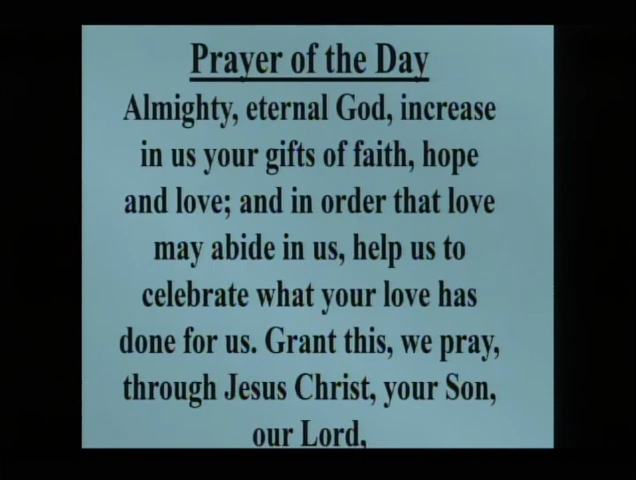 Prayer of the Day
Almighty, eternal God, increase
in us your gifts of faith, hope
and love; and in order that love
may abide in us, help us to
celebrate what your love has
done for us. Grant this, we pray,
through Jesus Christ, your Son,
our Lord,